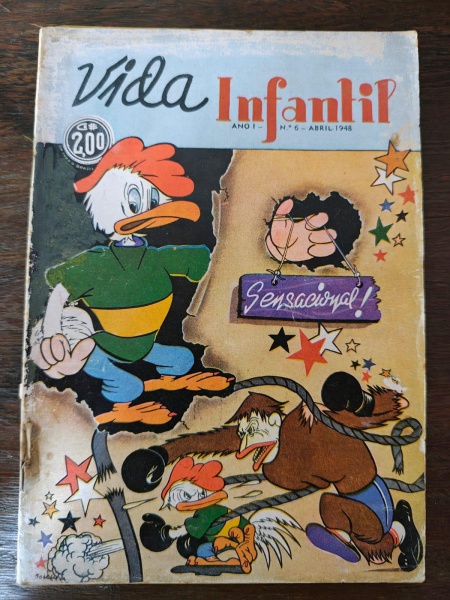 Vida Infantil
ANO I - N.º 6 - ABRIL - 1948
Cr$
2,00
Sensacional!